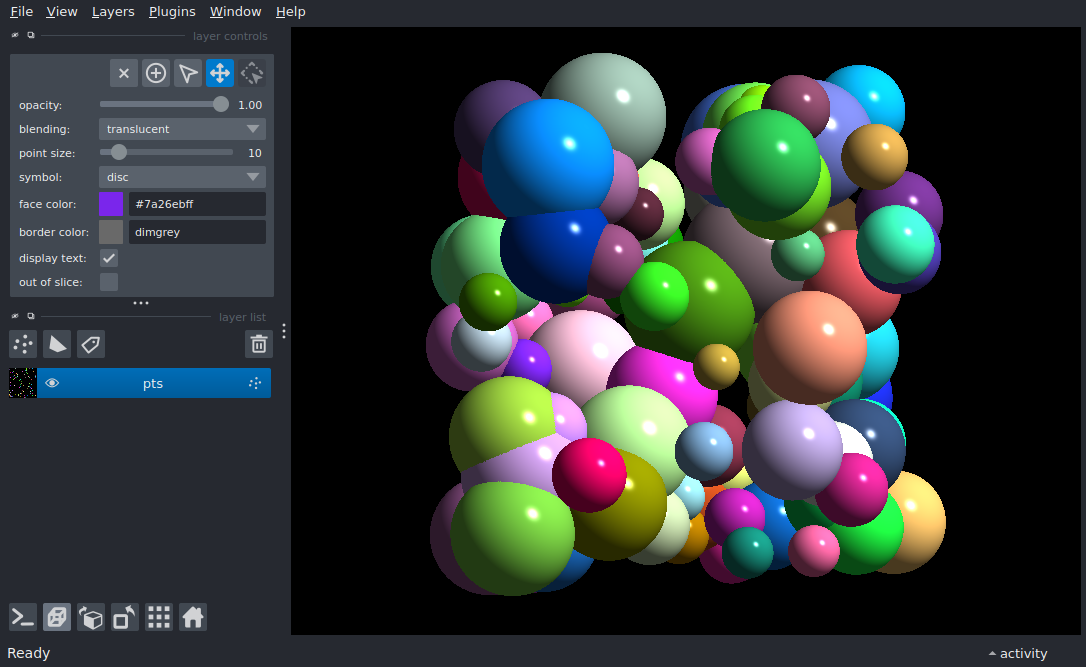 File View Layers Plugins Window Help
layer controls
opacity: 1.00
blending: translucent
point size: 10
symbol: disc
face color: #7a26ebff
border color: dimgrey
display text:
out of slice:
layer list
pts
Ready
activity